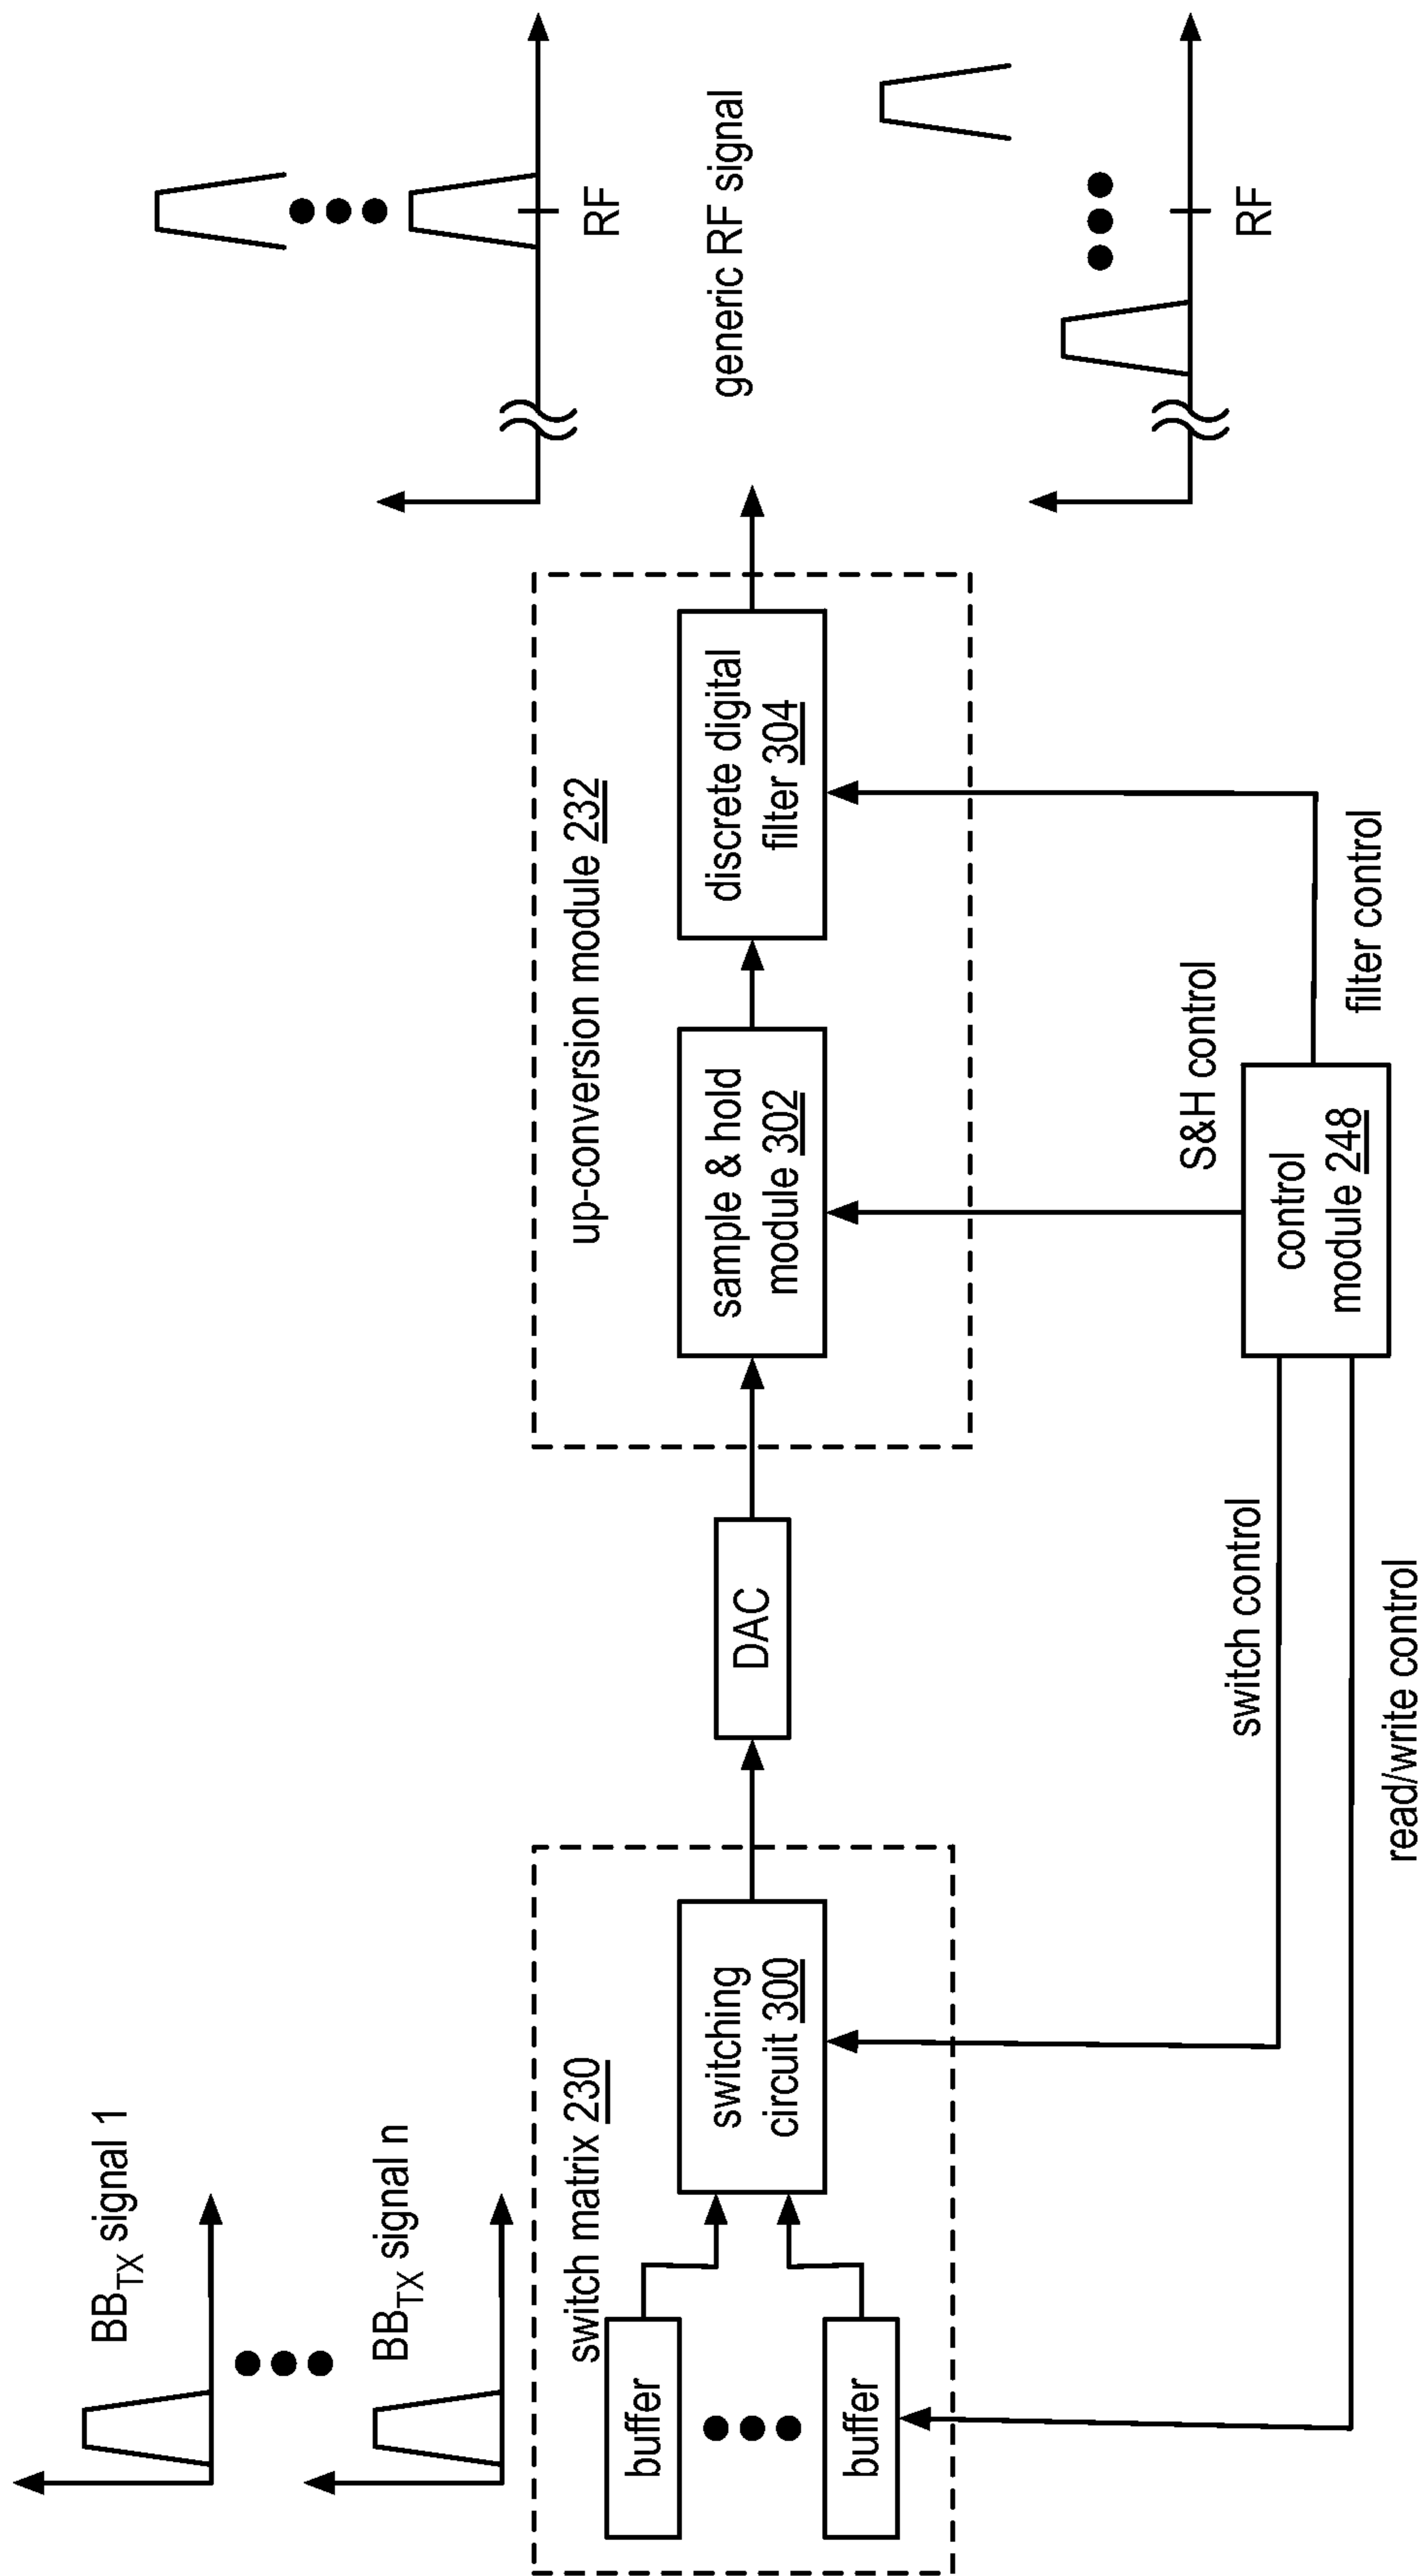 BBTX signal 1
BBTX signal n
switch matrix 230
buffer
buffer
switching
circuit 300
DAC
up-conversion module 232
sample & hold
module 302
discrete digital
filter 304
generic RF signal
RF
RF
control
module 248
switch control
read/write control
S&H control
filter control